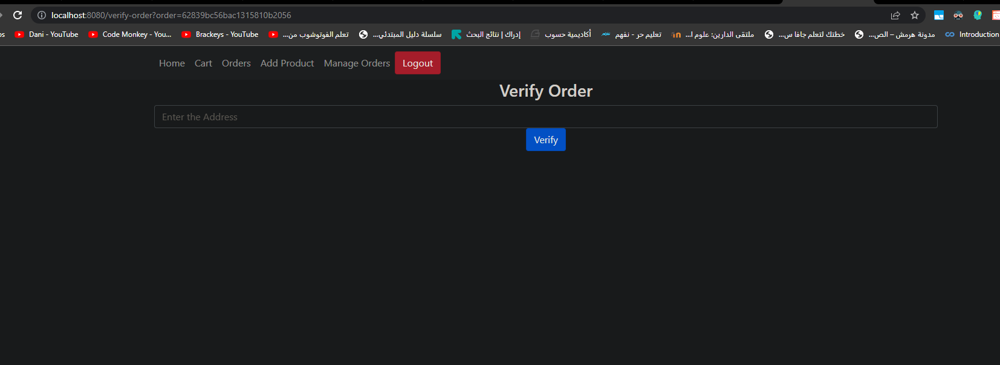 localhost:8080/verify-order?order=62839bc56bac1315810b2056
Dani - YouTube Code Monkey - You... Brackeys - YouTube تعلم الفوتوشوب من... سلسلة دليل المبتدئي... إدراك | نتائج البحث أكاديمية حسوب تعليم حر - نفهم ملتقى الدارين: علوم ا... خطتك لتعلم جافا س... مدونة هرمش – الص... Introduction
Home Cart Orders Add Product Manage Orders Logout
Verify Order
Enter the Address
Verify